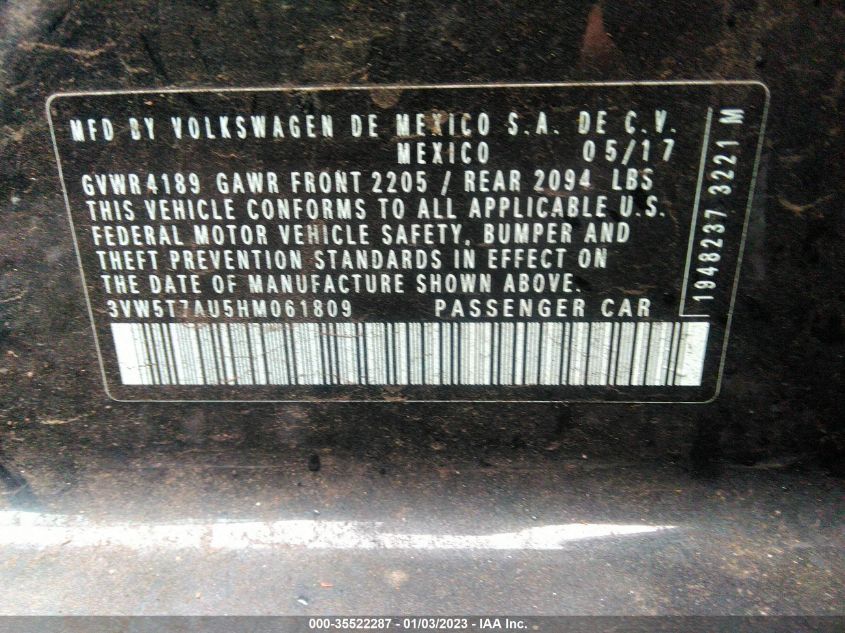 MFD BY VOLKSWAGEN DE MEXICO S.A. DE C.V.
MEXICO 05/17
GVWR4189 GAWR FRONT 2205 / REAR 2094 LBS
THIS VEHICLE CONFORMS TO ALL APPLICABLE U.S.
FEDERAL MOTOR VEHICLE SAFETY, BUMPER AND
THEFT PREVENTION STANDARDS IN EFFECT ON
THE DATE OF MANUFACTURE SHOWN ABOVE.
3VW5T7AU5HM061809 PASSENGER CAR
1948237 3221 M
000-35522287 - 01/03/2023 - IAA Inc.